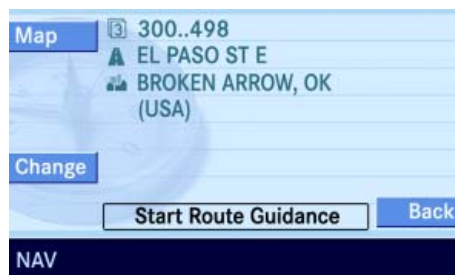 Map
3 300..498
EL PASO ST E
BROKEN ARROW, OK
(USA)
Change
Start Route Guidance
Back
NAV